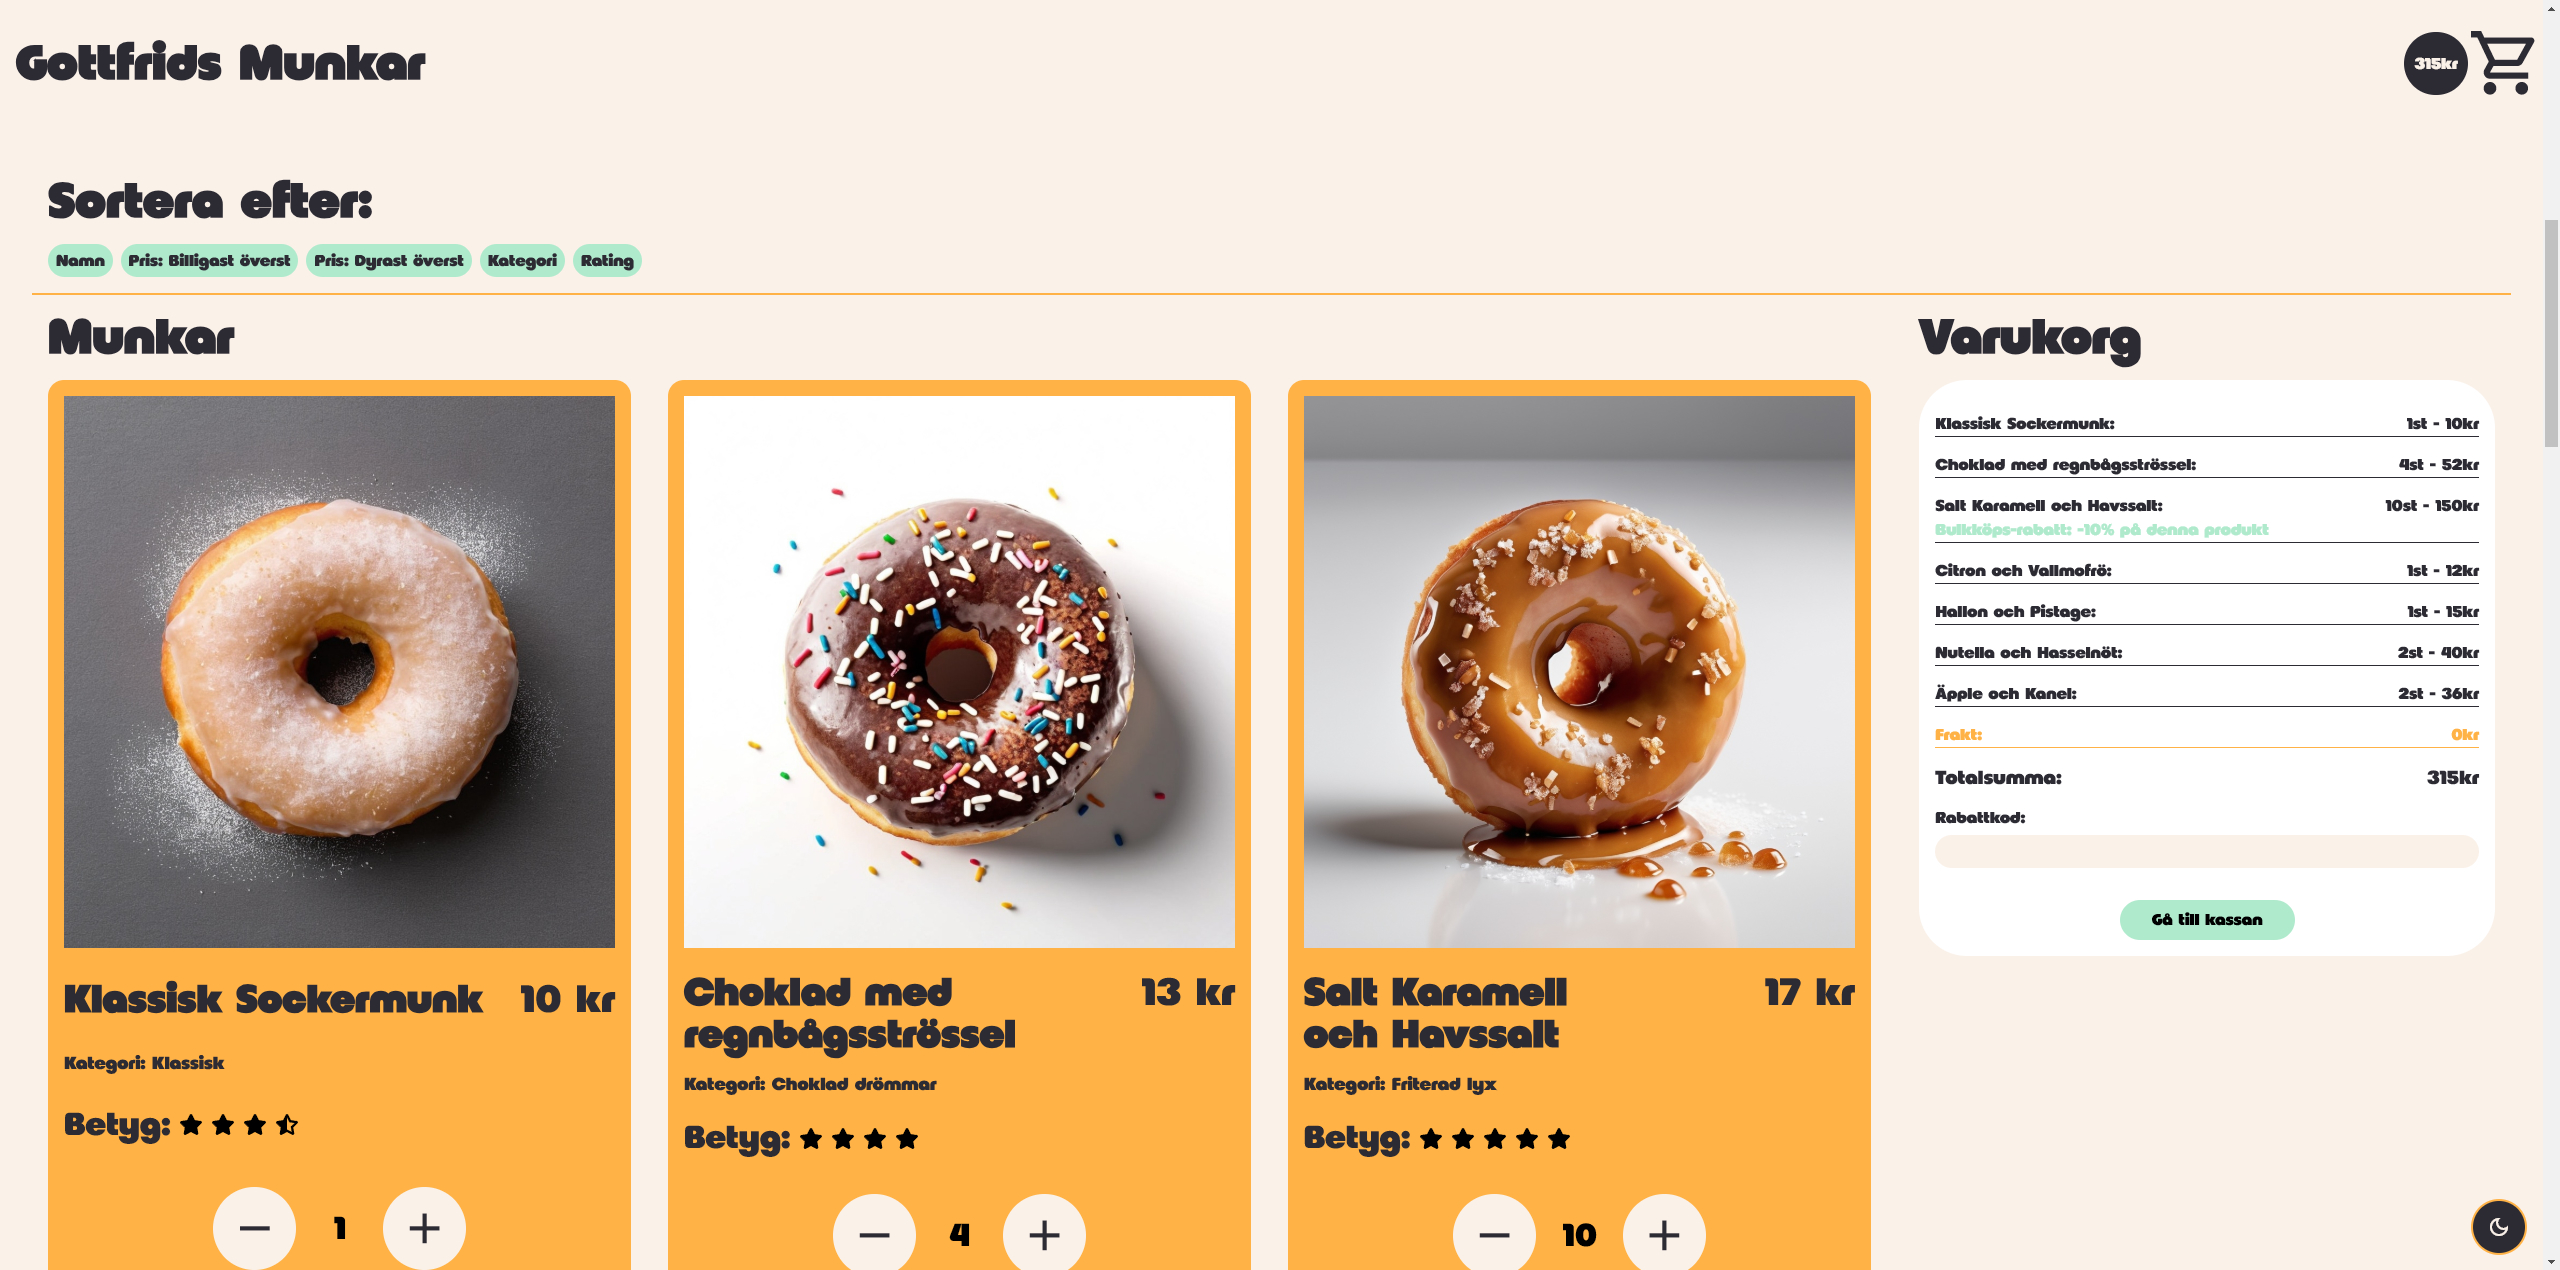 Gottfrids Munkar
315kr
Sortera efter:
Namn Pris: Billigast överst Pris: Dyrast överst Kategori Rating
Munkar
Klassisk Sockermunk 10 kr
Kategori: Klassisk
Betyg:
1
Choklad med 13 kr
regnbågsströssel
Kategori: Choklad drömmar
Betyg:
4
Salt Karamell 17 kr
och Havssalt
Kategori: Friterad lyx
Betyg:
10
Varukorg
Klassisk Sockermunk: 1st - 10kr
Choklad med regnbågsströssel: 4st - 52kr
Salt Karamell och Havssalt: 10st - 150kr
Bulkköps-rabatt: -10% på denna produkt
Citron och Vallmofrö: 1st - 12kr
Hallon och Pistage: 1st - 15kr
Nutella och Hasselnöt: 2st - 40kr
Äpple och Kanel: 2st - 36kr
Frakt: 0kr
Totalsumma: 315kr
Rabattkod:
Gå till kassan